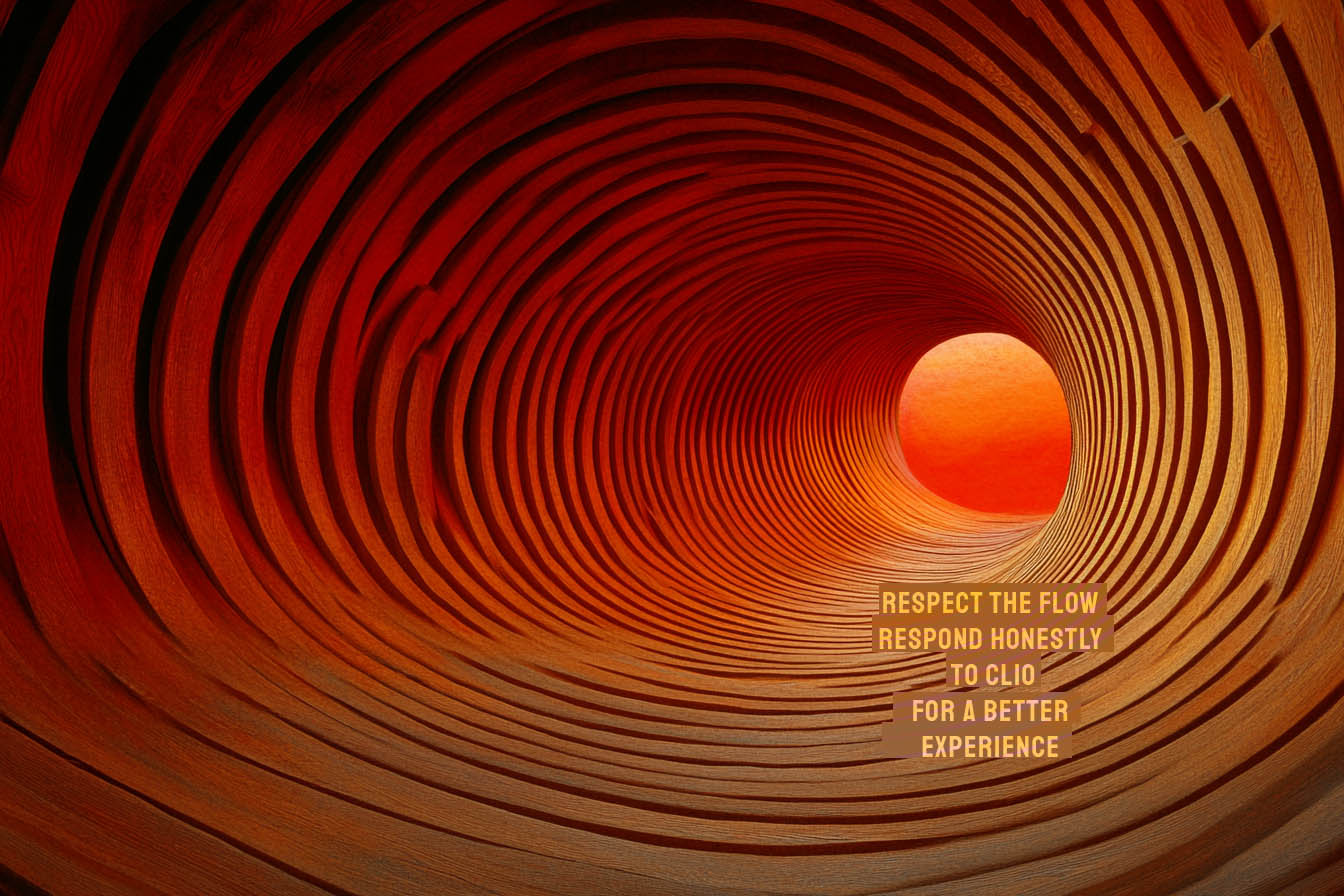 RESPECT THE FLOW
RESPOND HONESTLY
TO CLIO
FOR A BETTER
EXPERIENCE